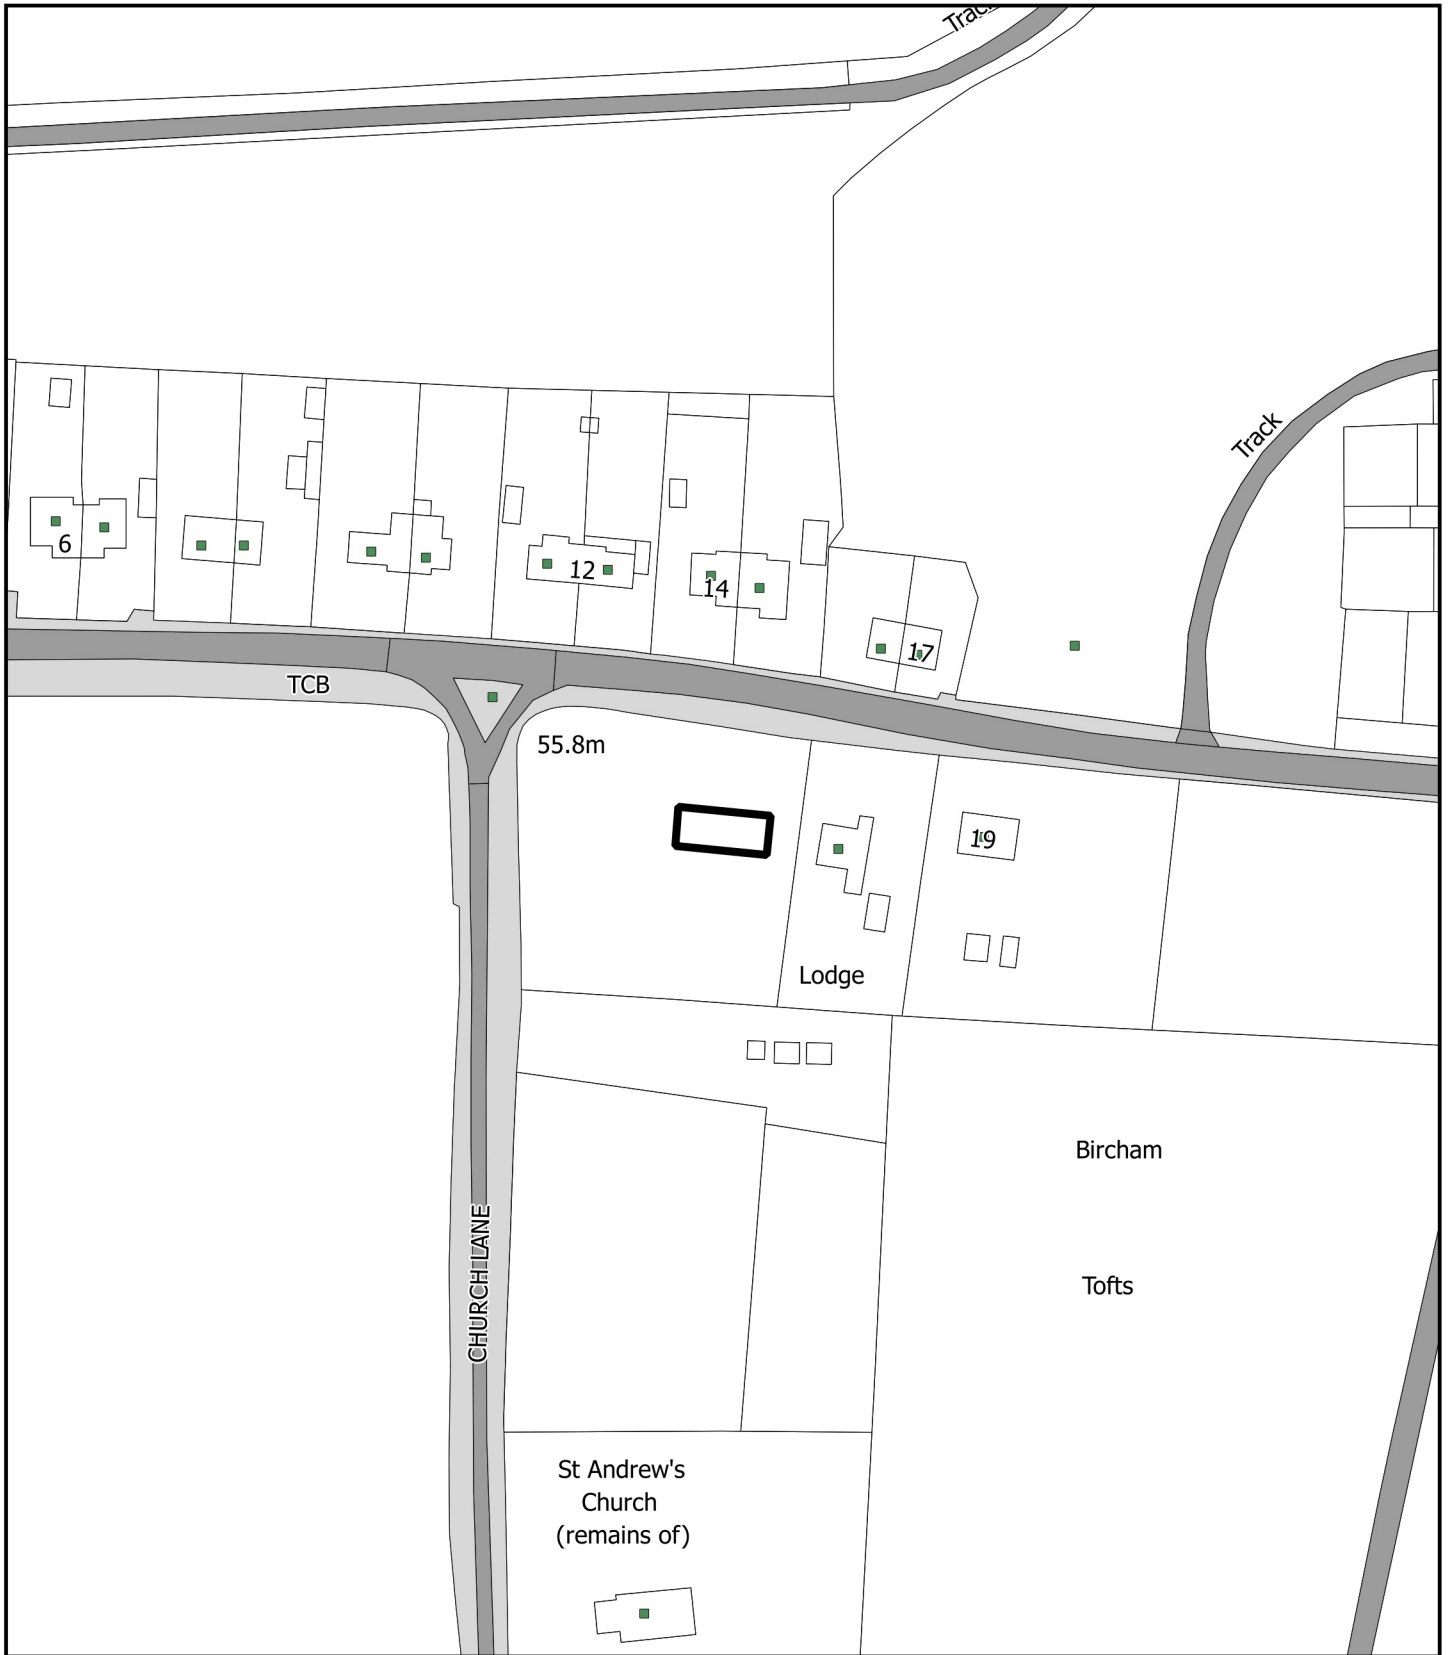 Track
Track
6
12
14
17
TCB
55.8m
19
Lodge
Bircham
Tofts
CHURCH LANE
St Andrew's
Church
(remains of)